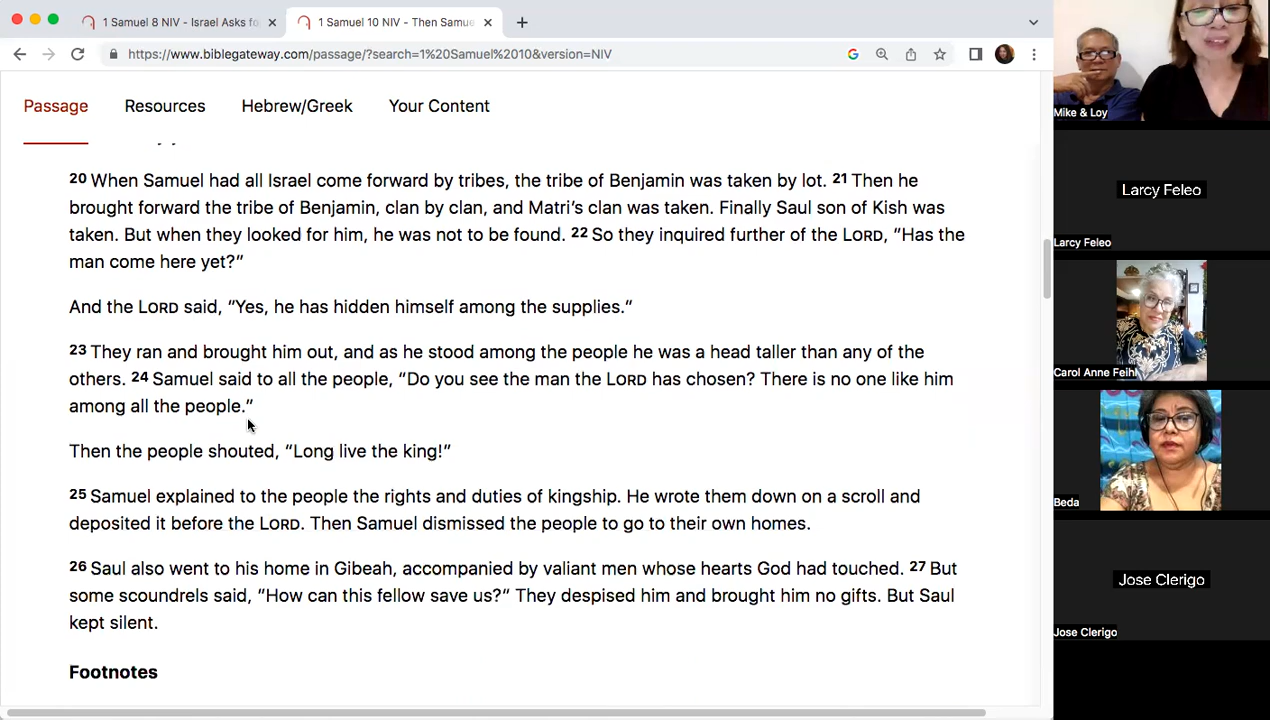 1 Samuel 8 NIV - Israel Asks fo
1 Samuel 10 NIV - Then Samue
https://www.biblegateway.com/passage/?search=1%20Samuel%2010&version=NIV
Passage Resources Hebrew/Greek Your Content
20 When Samuel had all Israel come forward by tribes, the tribe of Benjamin was taken by lot. 21 Then he
brought forward the tribe of Benjamin, clan by clan, and Matri’s clan was taken. Finally Saul son of Kish was
taken. But when they looked for him, he was not to be found. 22 So they inquired further of the LORD, “Has the
man come here yet?”
And the LORD said, “Yes, he has hidden himself among the supplies.”
23 They ran and brought him out, and as he stood among the people he was a head taller than any of the
others. 24 Samuel said to all the people, “Do you see the man the LORD has chosen? There is no one like him
among all the people.”
Then the people shouted, “Long live the king!”
25 Samuel explained to the people the rights and duties of kingship. He wrote them down on a scroll and
deposited it before the LORD. Then Samuel dismissed the people to go to their own homes.
26 Saul also went to his home in Gibeah, accompanied by valiant men whose hearts God had touched. 27 But
some scoundrels said, “How can this fellow save us?” They despised him and brought him no gifts. But Saul
kept silent.
Footnotes
Mike & Loy
Larcy Feleo
Larcy Feleo
Carol Anne Feihl
Beda
Jose Clerigo
Jose Clerigo